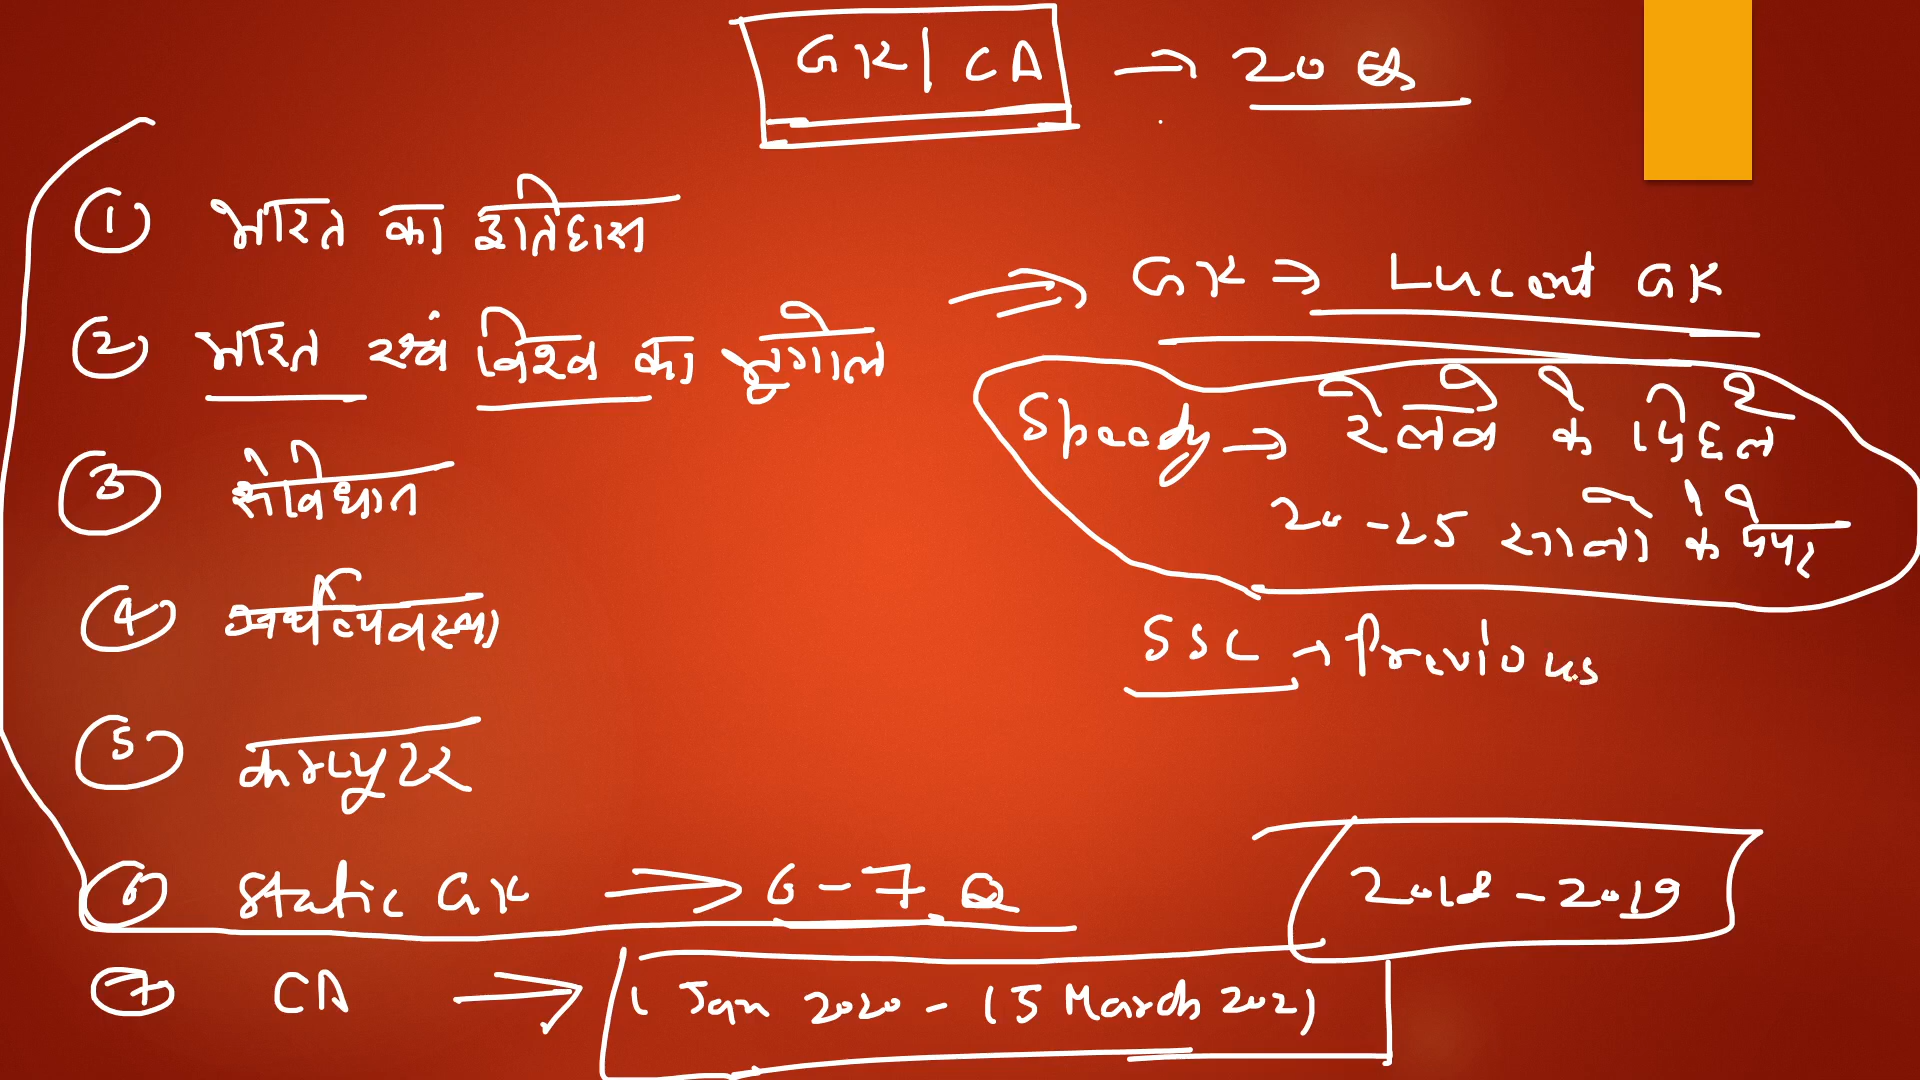 GK | CA → 20 Q
① भारत का इतिहास
② भारत एवं विश्व का भूगोल
③ संविधान
④ अर्थव्यवस्था
⑤ कम्प्यूटर
⑥ Static GK → 6-7 Q
⑦ CA → 1 Jan 2020 - 15 March 2021
⇒ GK ⇒ Lucent GK
Speedy → रेलवे के पिछले
20-25 सालों के पेपर
SSC → Previous
2018-2019